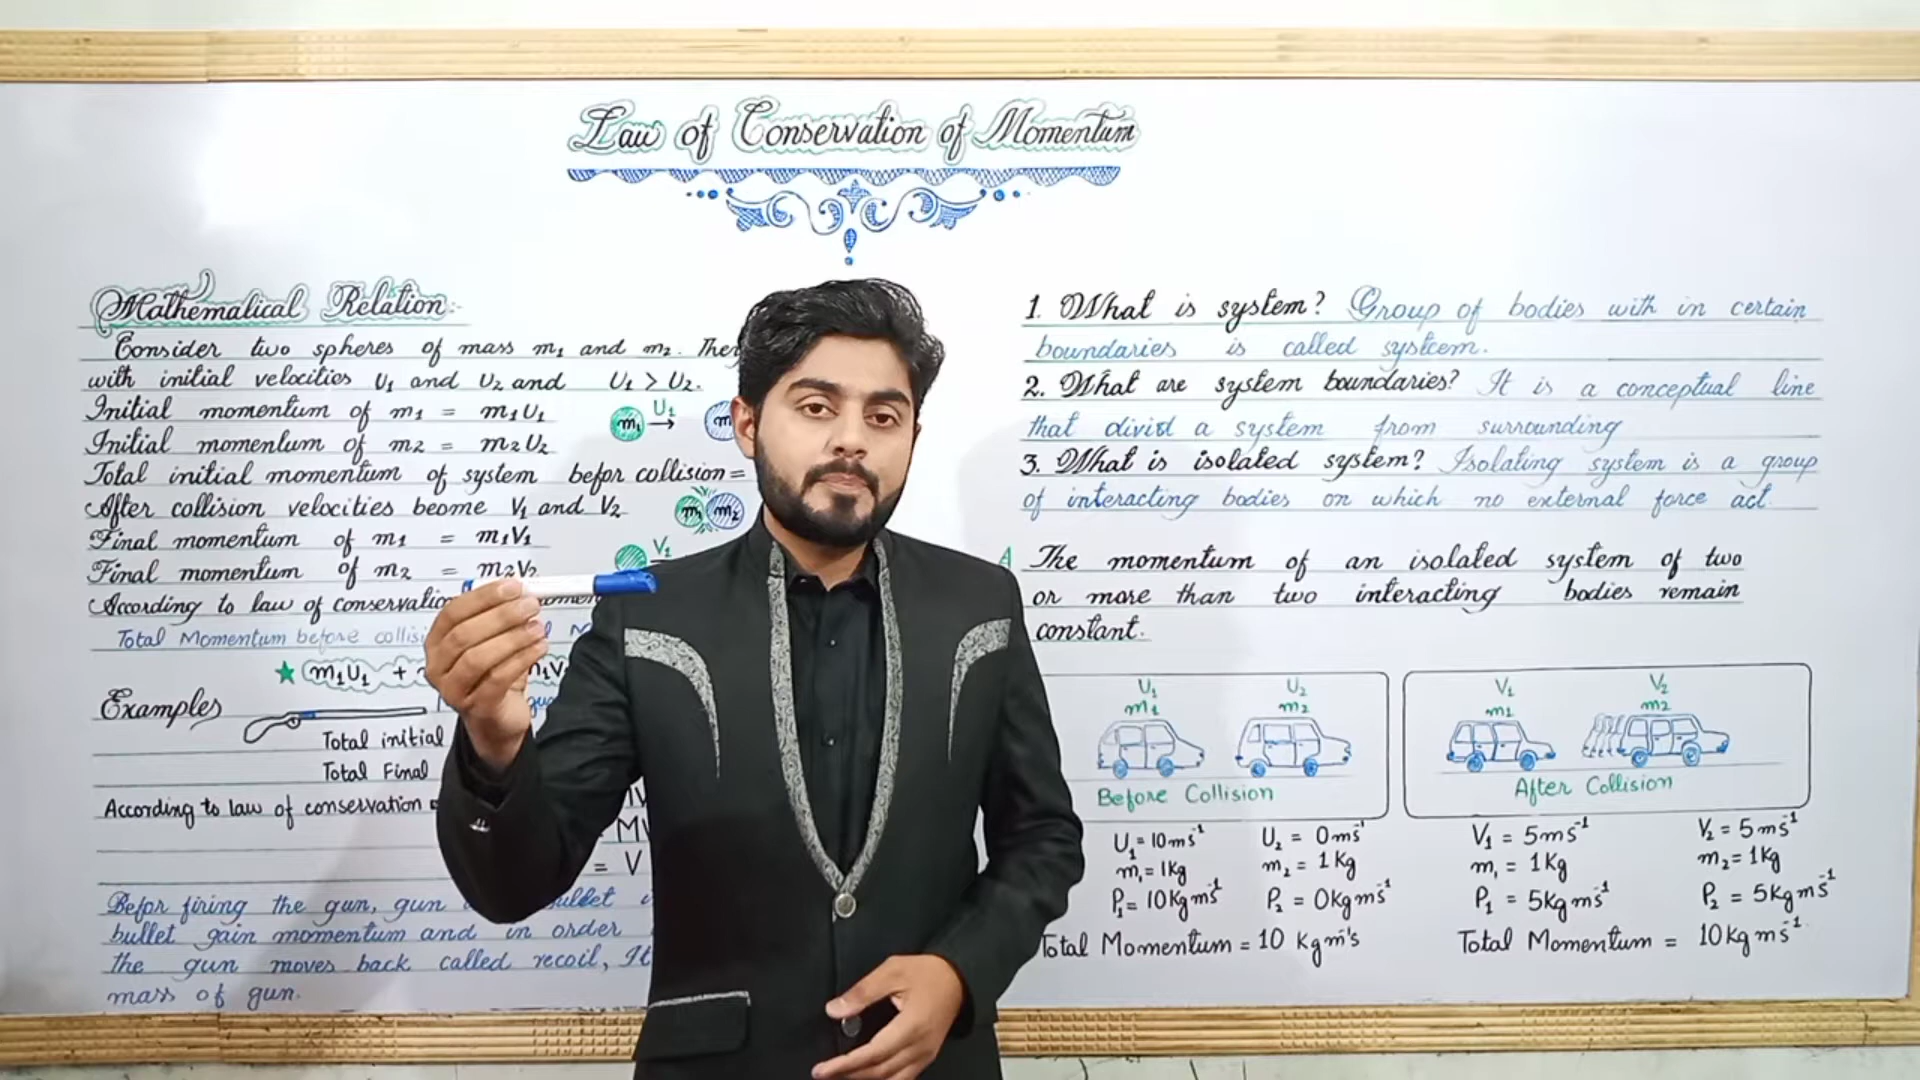 Law of Conservation of Momentum
Mathematical Relation:-
Consider two spheres of mass m₁ and m₂. They
with initial velocities U₁ and U₂ and U₁ > U₂.
Initial momentum of m₁ = m₁U₁
m₁ U₁ m
Initial momentum of m₂ = m₂U₂
Total initial momentum of system befor collision =
After collision velocities beome V₁ and V₂
m₁ m₂
Final momentum of m₁ = m₁V₁
V₁
Final momentum of m₂ = m₂V₂
According to law of conservation
Total Momentum before
★ m₁U₁ +
Examples
Total initial
Total Final
According to law of conservation
= V
Befor firing the gun, gun
bullet gain momentum and in order
the gun moves back called recoil, It
mass of gun.
1. What is system? Group of bodies with in certain
boundaries is called systcem.
2. What are system boundaries? It is a conceptual line
that divid a system from surrounding
3. What is isolated system? Isolating system is a group
of interacting bodies on which no external force act.
The momentum of an isolated system of two
or more than two interacting bodies remain
constant.
U₁ U₂
m₁ m₂
Before Collision
V₁ V₂
m₁ m₂
After Collision
U₁ = 10ms⁻¹ U₂ = 0ms⁻¹
m₁ = 1Kg m₂ = 1Kg
P₁ = 10Kgms⁻¹ P₂ = 0Kgms⁻¹
Total Momentum = 10 Kgm's
V₁ = 5ms⁻¹ V₂ = 5ms⁻¹
m₁ = 1Kg m₂ = 1Kg
P₁ = 5Kgms⁻¹ P₂ = 5Kgms⁻¹
Total Momentum = 10Kgms⁻¹